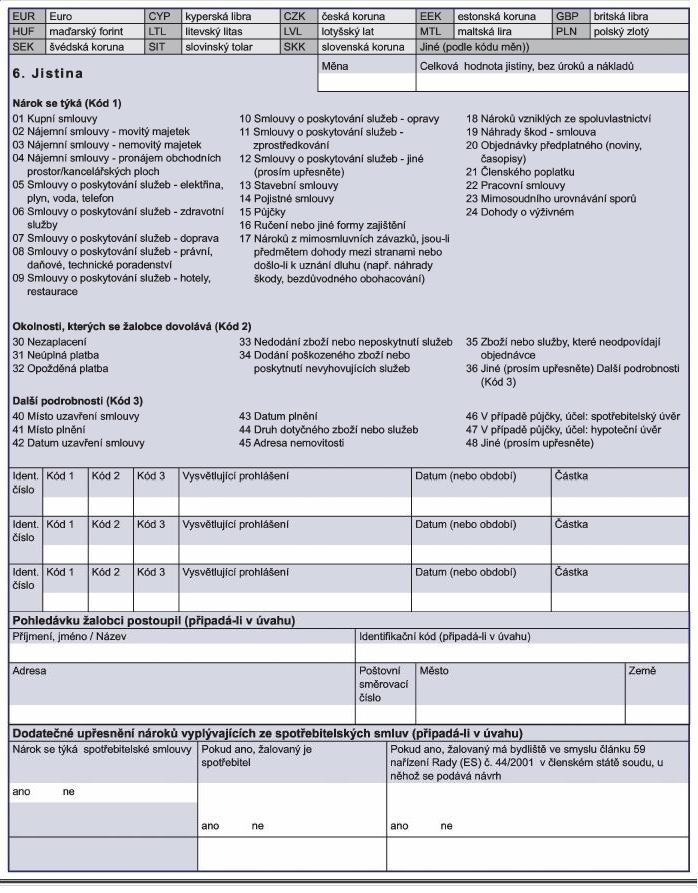 EUR Euro CYP kyperská libra CZK česká koruna EEK estonská koruna GBP britská libra
HUF maďarský forint LTL litevský litas LVL lotyšský lat MTL maltská lira PLN polský zlotý
SEK švédská koruna SIT slovinský tolar SKK slovenská koruna Jiné (podle kódu měn))
6. Jistina
Měna
Celková hodnota jistiny, bez úroků a nákladů
Nárok se týká (Kód 1)
01 Kupní smlouvy
02 Nájemní smlouvy - movitý majetek
03 Nájemní smlouvy - nemovitý majetek
04 Nájemní smlouvy - pronájem obchodních
prostor/kancelářských ploch
05 Smlouvy o poskytování služeb - elektřina,
plyn, voda, telefon
06 Smlouvy o poskytování služeb - zdravotní
služby
07 Smlouvy o poskytování služeb - doprava
08 Smlouvy o poskytování služeb - právní,
daňové, technické poradenství
09 Smlouvy o poskytování služeb - hotely,
restaurace
10 Smlouvy o poskytování služeb - opravy
11 Smlouvy o poskytování služeb -
zprostředkování
12 Smlouvy o poskytování služeb - jiné
(prosím upřesněte)
13 Stavební smlouvy
14 Pojistné smlouvy
15 Půjčky
16 Ručení nebo jiné formy zajištění
17 Nároků z mimosmluvních závazků, jsou-li
předmětem dohody mezi stranami nebo
došlo-li k uznání dluhu (např. náhrady
škody, bezdůvodného obohacování)
18 Nároků vzniklých ze spoluvlastnictví
19 Náhrady škod - smlouva
20 Objednávky předplatného (noviny,
časopisy)
21 Členského poplatku
22 Pracovní smlouvy
23 Mimosoudního urovnávání sporů
24 Dohody o výživném
Okolnosti, kterých se žalobce dovolává (Kód 2)
30 Nezaplacení
31 Neúplná platba
32 Opožděná platba
33 Nedodání zboží nebo neposkytnutí služeb
34 Dodání poškozeného zboží nebo
poskytnutí nevyhovujících služeb
35 Zboží nebo služby, které neodpovídají
objednávce
36 Jiné (prosím upřesněte) Další podrobnosti
(Kód 3)
Další podrobnosti (Kód 3)
40 Místo uzavření smlouvy
41 Místo plnění
42 Datum uzavření smlouvy
43 Datum plnění
44 Druh dotyčného zboží nebo služeb
45 Adresa nemovitosti
46 V případě půjčky, účel: spotřebitelský úvěr
47 V případě půjčky, účel: hypoteční úvěr
48 Jiné (prosím upřesněte)
Ident. Kód 1 Kód 2 Kód 3 Vysvětlující prohlášení Datum (nebo období) Částka
číslo
Ident. Kód 1 Kód 2 Kód 3 Vysvětlující prohlášení Datum (nebo období) Částka
číslo
Ident. Kód 1 Kód 2 Kód 3 Vysvětlující prohlášení Datum (nebo období) Částka
číslo
Pohledávku žalobci postoupil (připadá-li v úvahu)
Příjmení, jméno / Název
Identifikační kód (připadá-li v úvahu)
Adresa
Poštovní
směrovací
číslo
Město
Země
Dodatečné upřesnění nároků vyplývajících ze spotřebitelských smluv (připadá-li v úvahu)
Nárok se týká spotřebitelské smlouvy
ano ne
Pokud ano, žalovaný je
spotřebitel
ano ne
Pokud ano, žalovaný má bydliště ve smyslu článku 59
nařízení Rady (ES) č. 44/2001 v členském státě soudu, u
něhož se podává návrh
ano ne